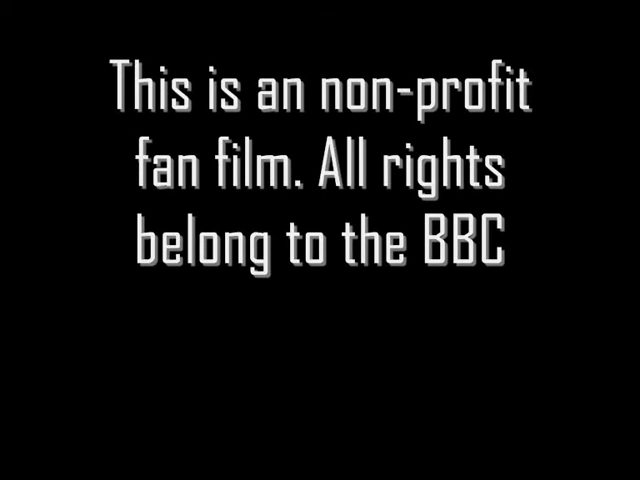 This is an non-profit
fan film. All rights
belong to the BBC